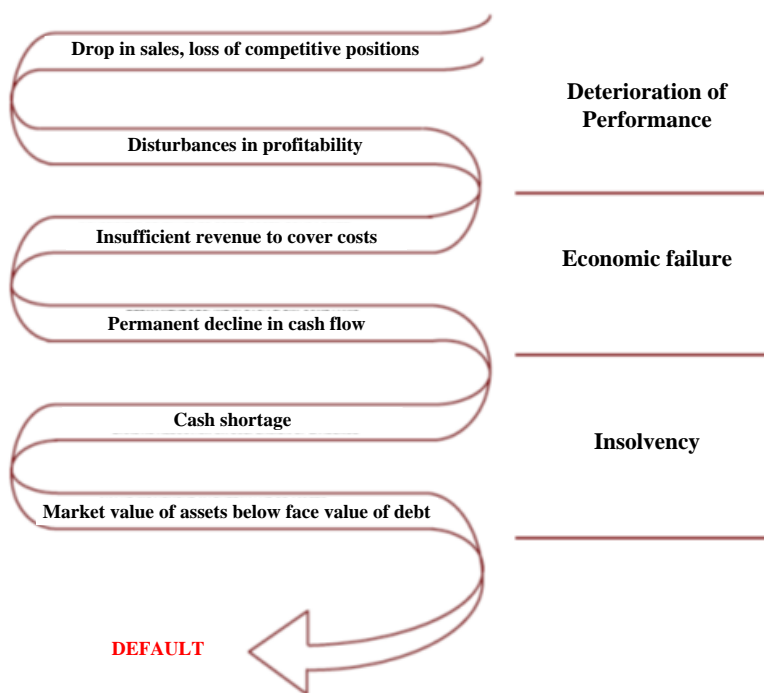 Drop in sales, loss of competitive positions
Deterioration of
Performance
Disturbances in profitability
Insufficient revenue to cover costs
Economic failure
Permanent decline in cash flow
Cash shortage
Insolvency
Market value of assets below face value of debt
DEFAULT